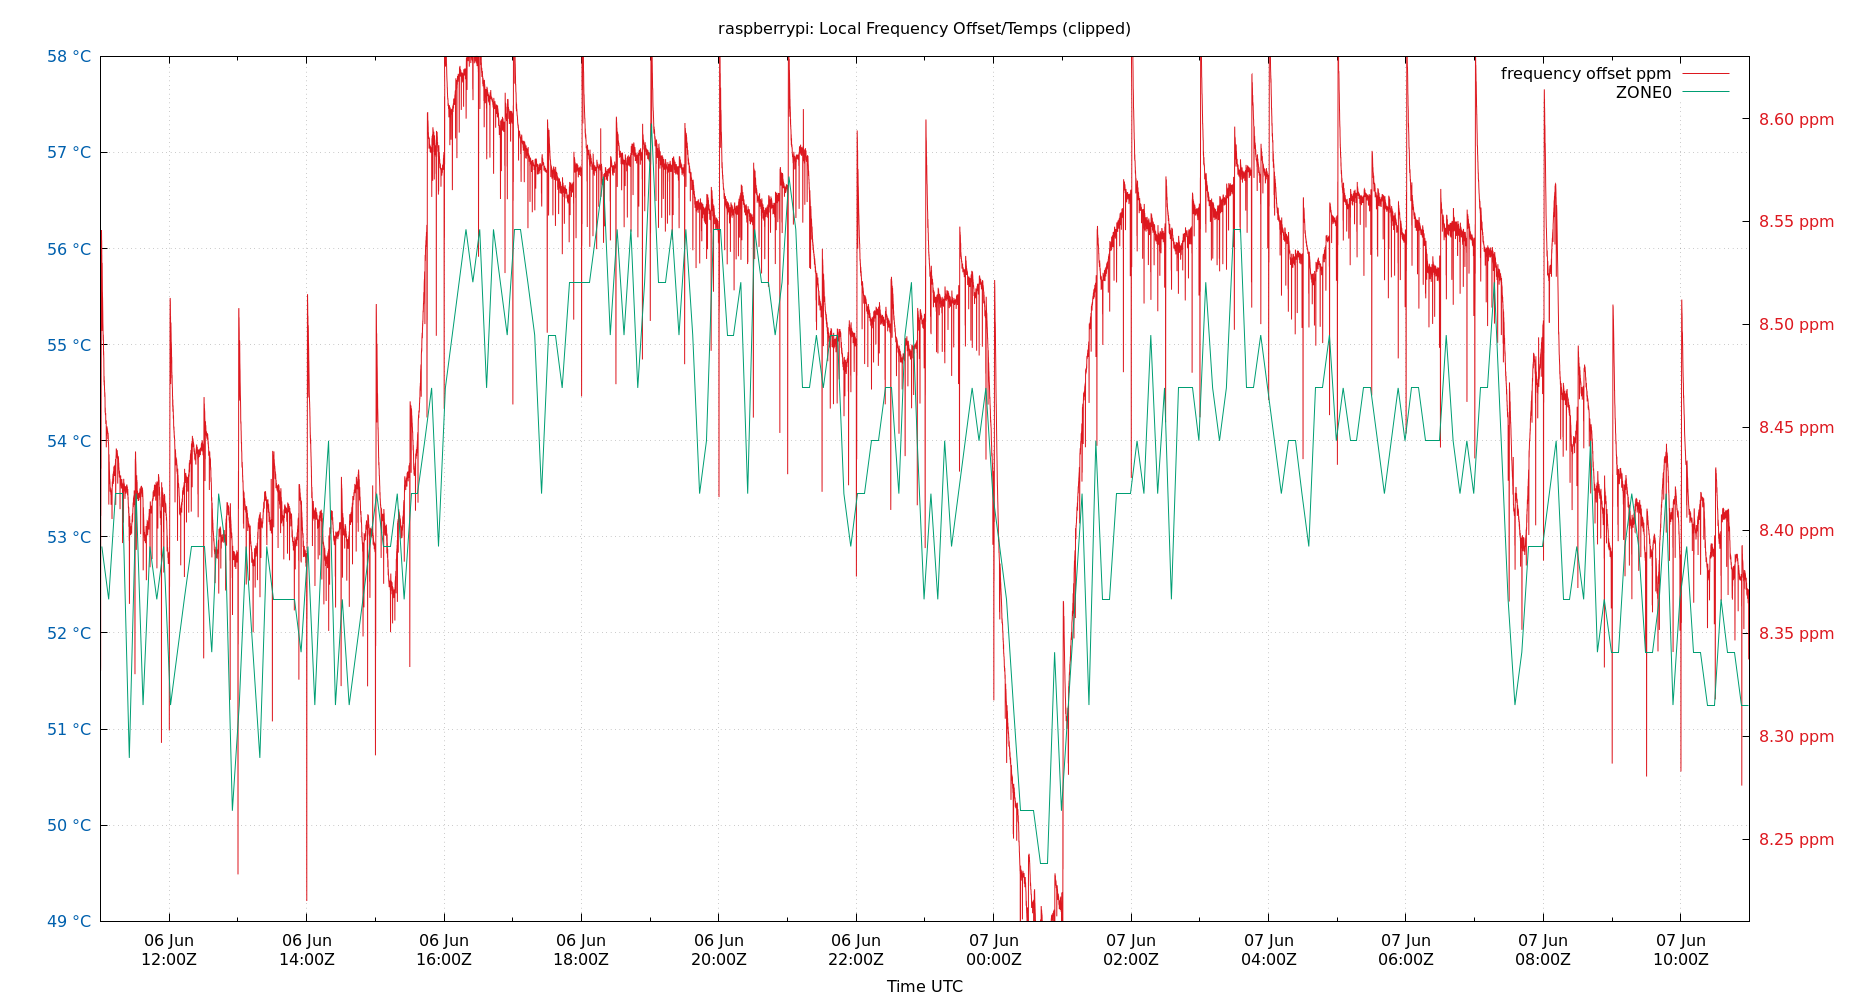 raspberrypi: Local Frequency Offset/Temps (clipped)
frequency offset ppm
ZONE0
58 °C
57 °C
56 °C
55 °C
54 °C
53 °C
52 °C
51 °C
50 °C
49 °C
8.60 ppm
8.55 ppm
8.50 ppm
8.45 ppm
8.40 ppm
8.35 ppm
8.30 ppm
8.25 ppm
06 Jun 06 Jun 06 Jun 06 Jun 06 Jun 06 Jun 07 Jun 07 Jun 07 Jun 07 Jun 07 Jun 07 Jun
12:00Z 14:00Z 16:00Z 18:00Z 20:00Z 22:00Z 00:00Z 02:00Z 04:00Z 06:00Z 08:00Z 10:00Z
Time UTC